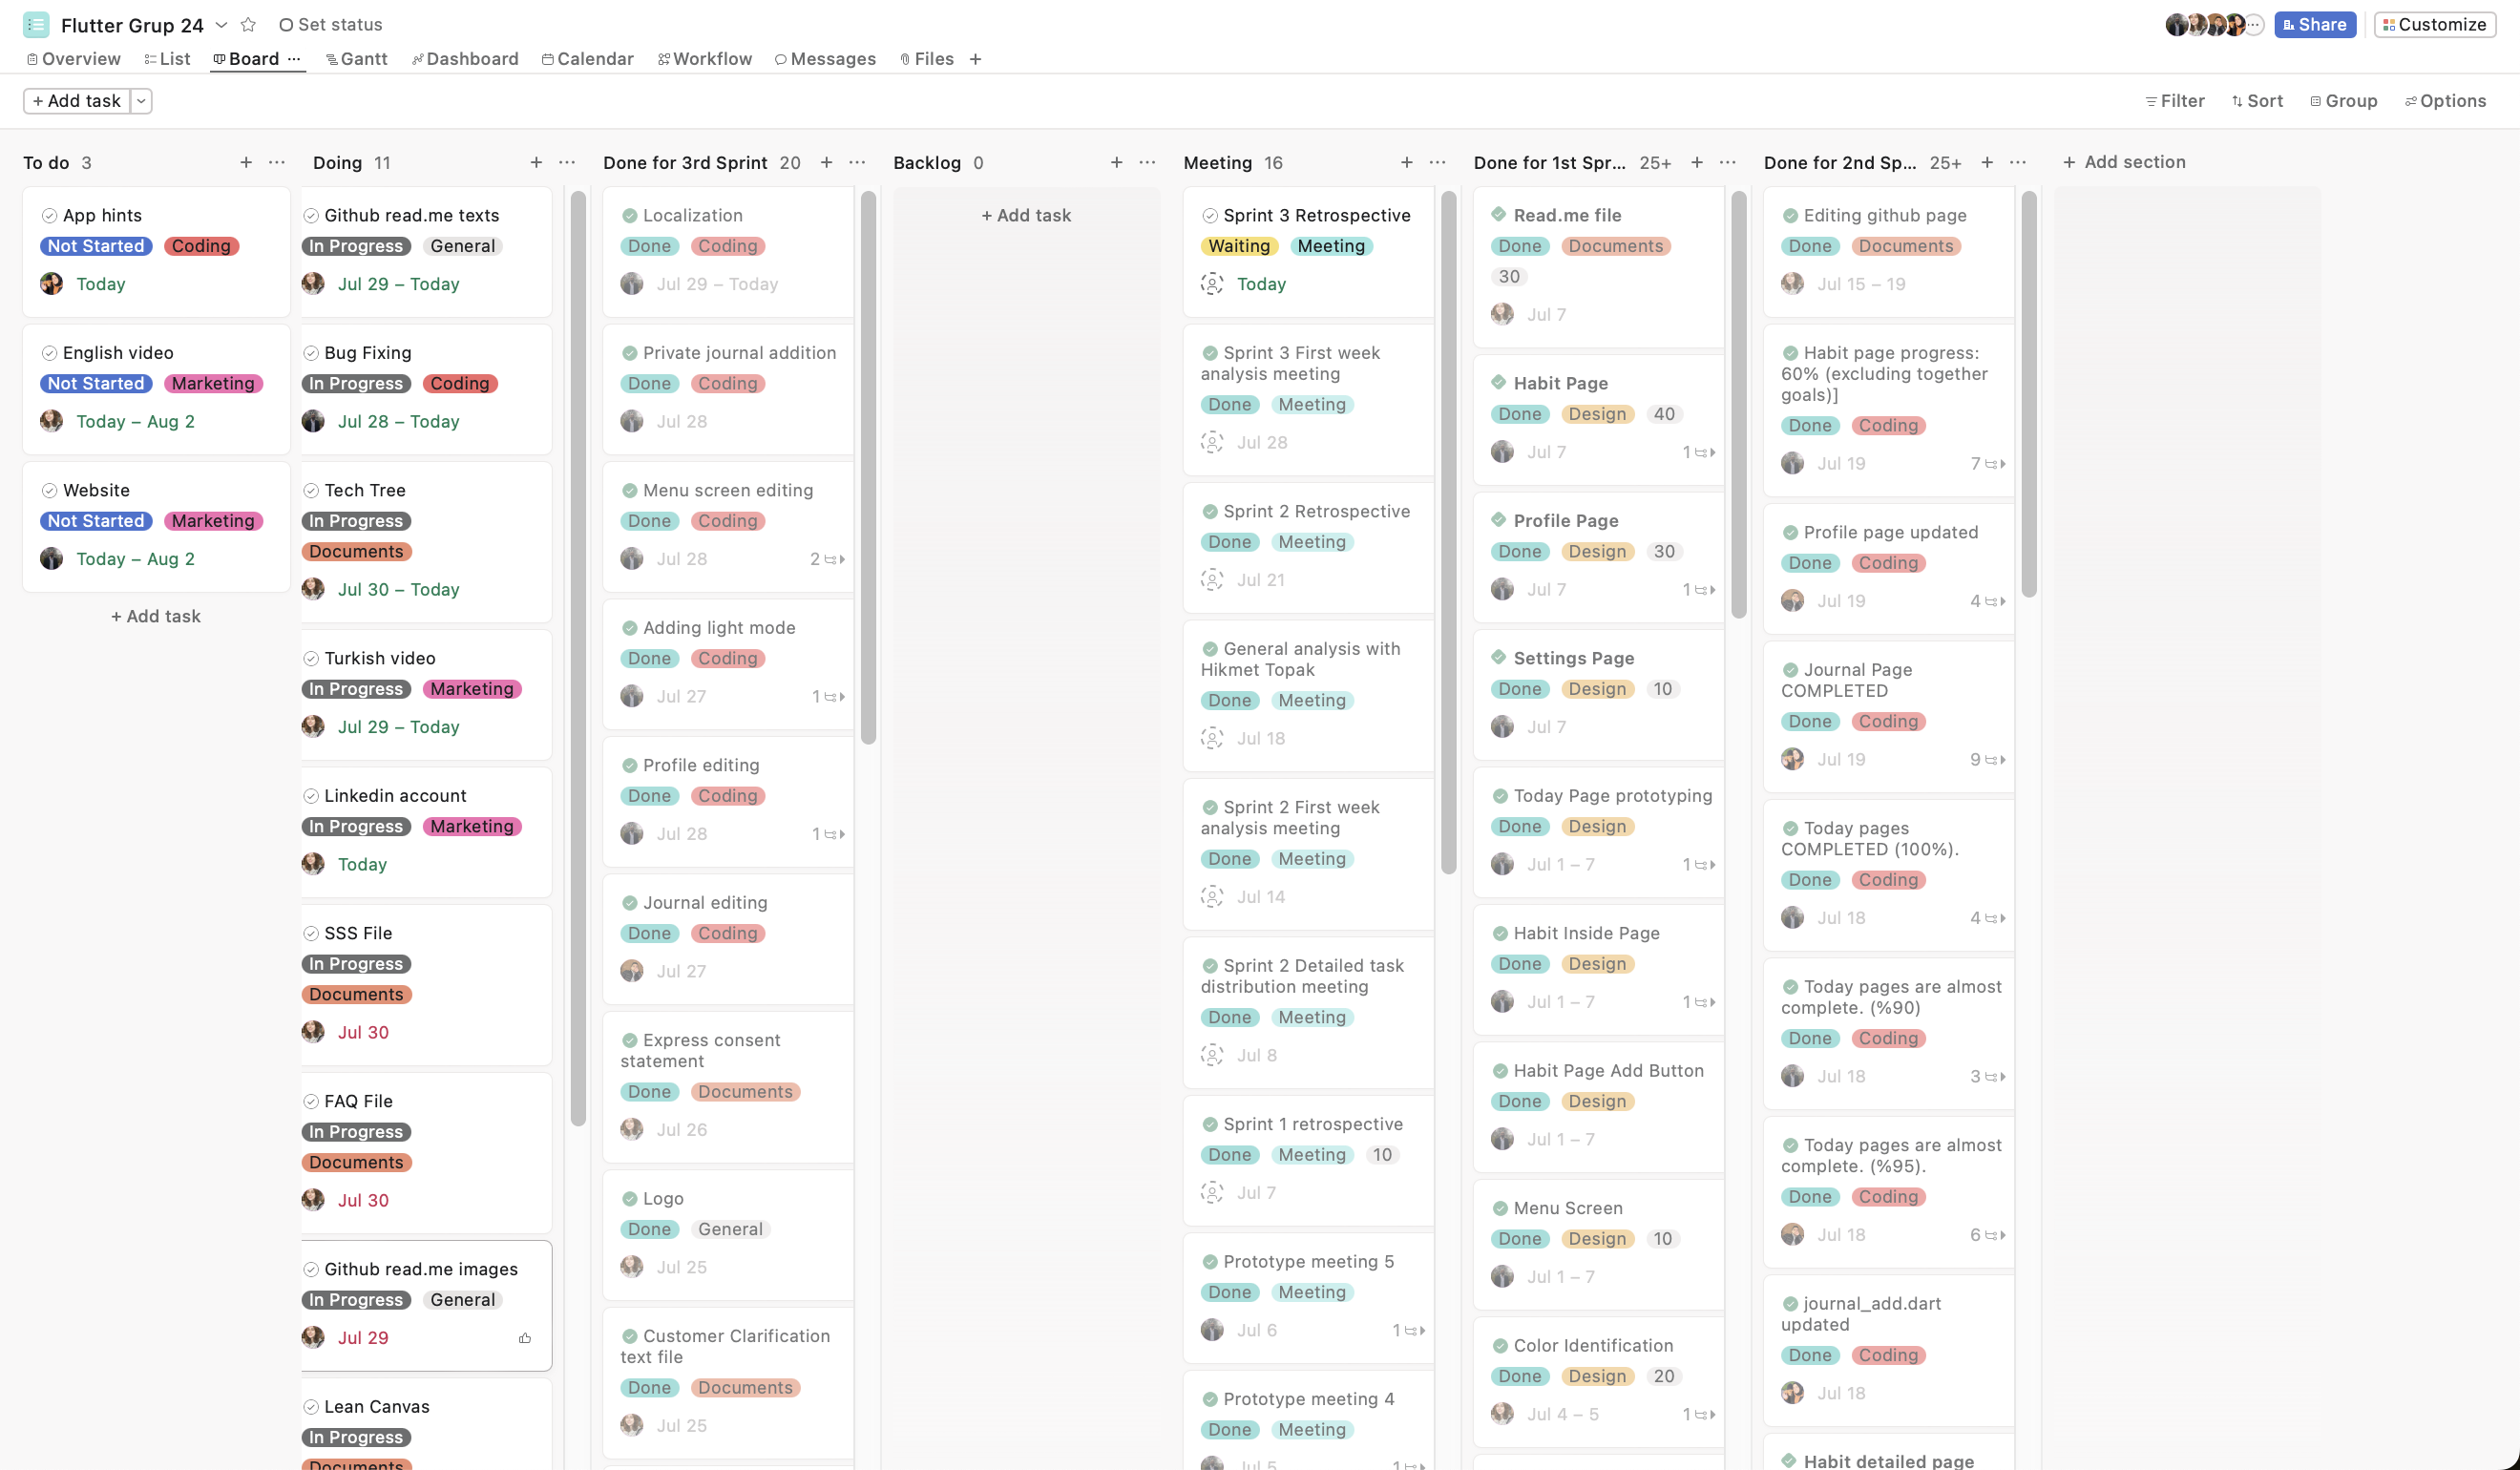 Flutter Grup 24
Set status
Share
Customize
Overview
List
Board
Gantt
Dashboard
Calendar
Workflow
Messages
Files
+ Add task
Filter
Sort
Group
Options
To do 3
App hints
Not Started Coding
Today
English video
Not Started Marketing
Today – Aug 2
Website
Not Started Marketing
Today – Aug 2
+ Add task
Doing 11
Github read.me texts
In Progress General
Jul 29 – Today
Bug Fixing
In Progress Coding
Jul 28 – Today
Tech Tree
In Progress
Documents
Jul 30 – Today
Turkish video
In Progress Marketing
Jul 29 – Today
Linkedin account
In Progress Marketing
Today
SSS File
In Progress
Documents
Jul 30
FAQ File
In Progress
Documents
Jul 30
Github read.me images
In Progress General
Jul 29
Lean Canvas
In Progress
Documents
Done for 3rd Sprint 20
Localization
Done Coding
Jul 29 – Today
Private journal addition
Done Coding
Jul 28
Menu screen editing
Done Coding
Jul 28 2
Adding light mode
Done Coding
Jul 27 1
Profile editing
Done Coding
Jul 28 1
Journal editing
Done Coding
Jul 27
Express consent
statement
Done Documents
Jul 26
Logo
Done General
Jul 25
Customer Clarification
text file
Done Documents
Jul 25
Backlog 0
+ Add task
Meeting 16
Sprint 3 Retrospective
Waiting Meeting
Today
Sprint 3 First week
analysis meeting
Done Meeting
Jul 28
Sprint 2 Retrospective
Done Meeting
Jul 21
General analysis with
Hikmet Topak
Done Meeting
Jul 18
Sprint 2 First week
analysis meeting
Done Meeting
Jul 14
Sprint 2 Detailed task
distribution meeting
Done Meeting
Jul 8
Sprint 1 retrospective
Done Meeting 10
Jul 7
Prototype meeting 5
Done Meeting
Jul 6 1
Prototype meeting 4
Done Meeting
Jul 5 1
Done for 1st Spr... 25+
Read.me file
Done Documents
30
Jul 7
Habit Page
Done Design 40
Jul 7 1
Profile Page
Done Design 30
Jul 7 1
Settings Page
Done Design 10
Jul 7
Today Page prototyping
Done Design
Jul 1 – 7 1
Habit Inside Page
Done Design
Jul 1 – 7 1
Habit Page Add Button
Done Design
Jul 1 – 7
Menu Screen
Done Design 10
Jul 1 – 7
Color Identification
Done Design 20
Jul 4 – 5 1
Done for 2nd Sp... 25+
Editing github page
Done Documents
Jul 15 – 19
Habit page progress:
60% (excluding together
goals)]
Done Coding
Jul 19 7
Profile page updated
Done Coding
Jul 19 4
Journal Page
COMPLETED
Done Coding
Jul 19 9
Today pages
COMPLETED (100%).
Done Coding
Jul 18 4
Today pages are almost
complete. (%90)
Done Coding
Jul 18 3
Today pages are almost
complete. (%95).
Done Coding
Jul 18 6
journal_add.dart
updated
Done Coding
Jul 18
Habit detailed page
+ Add section